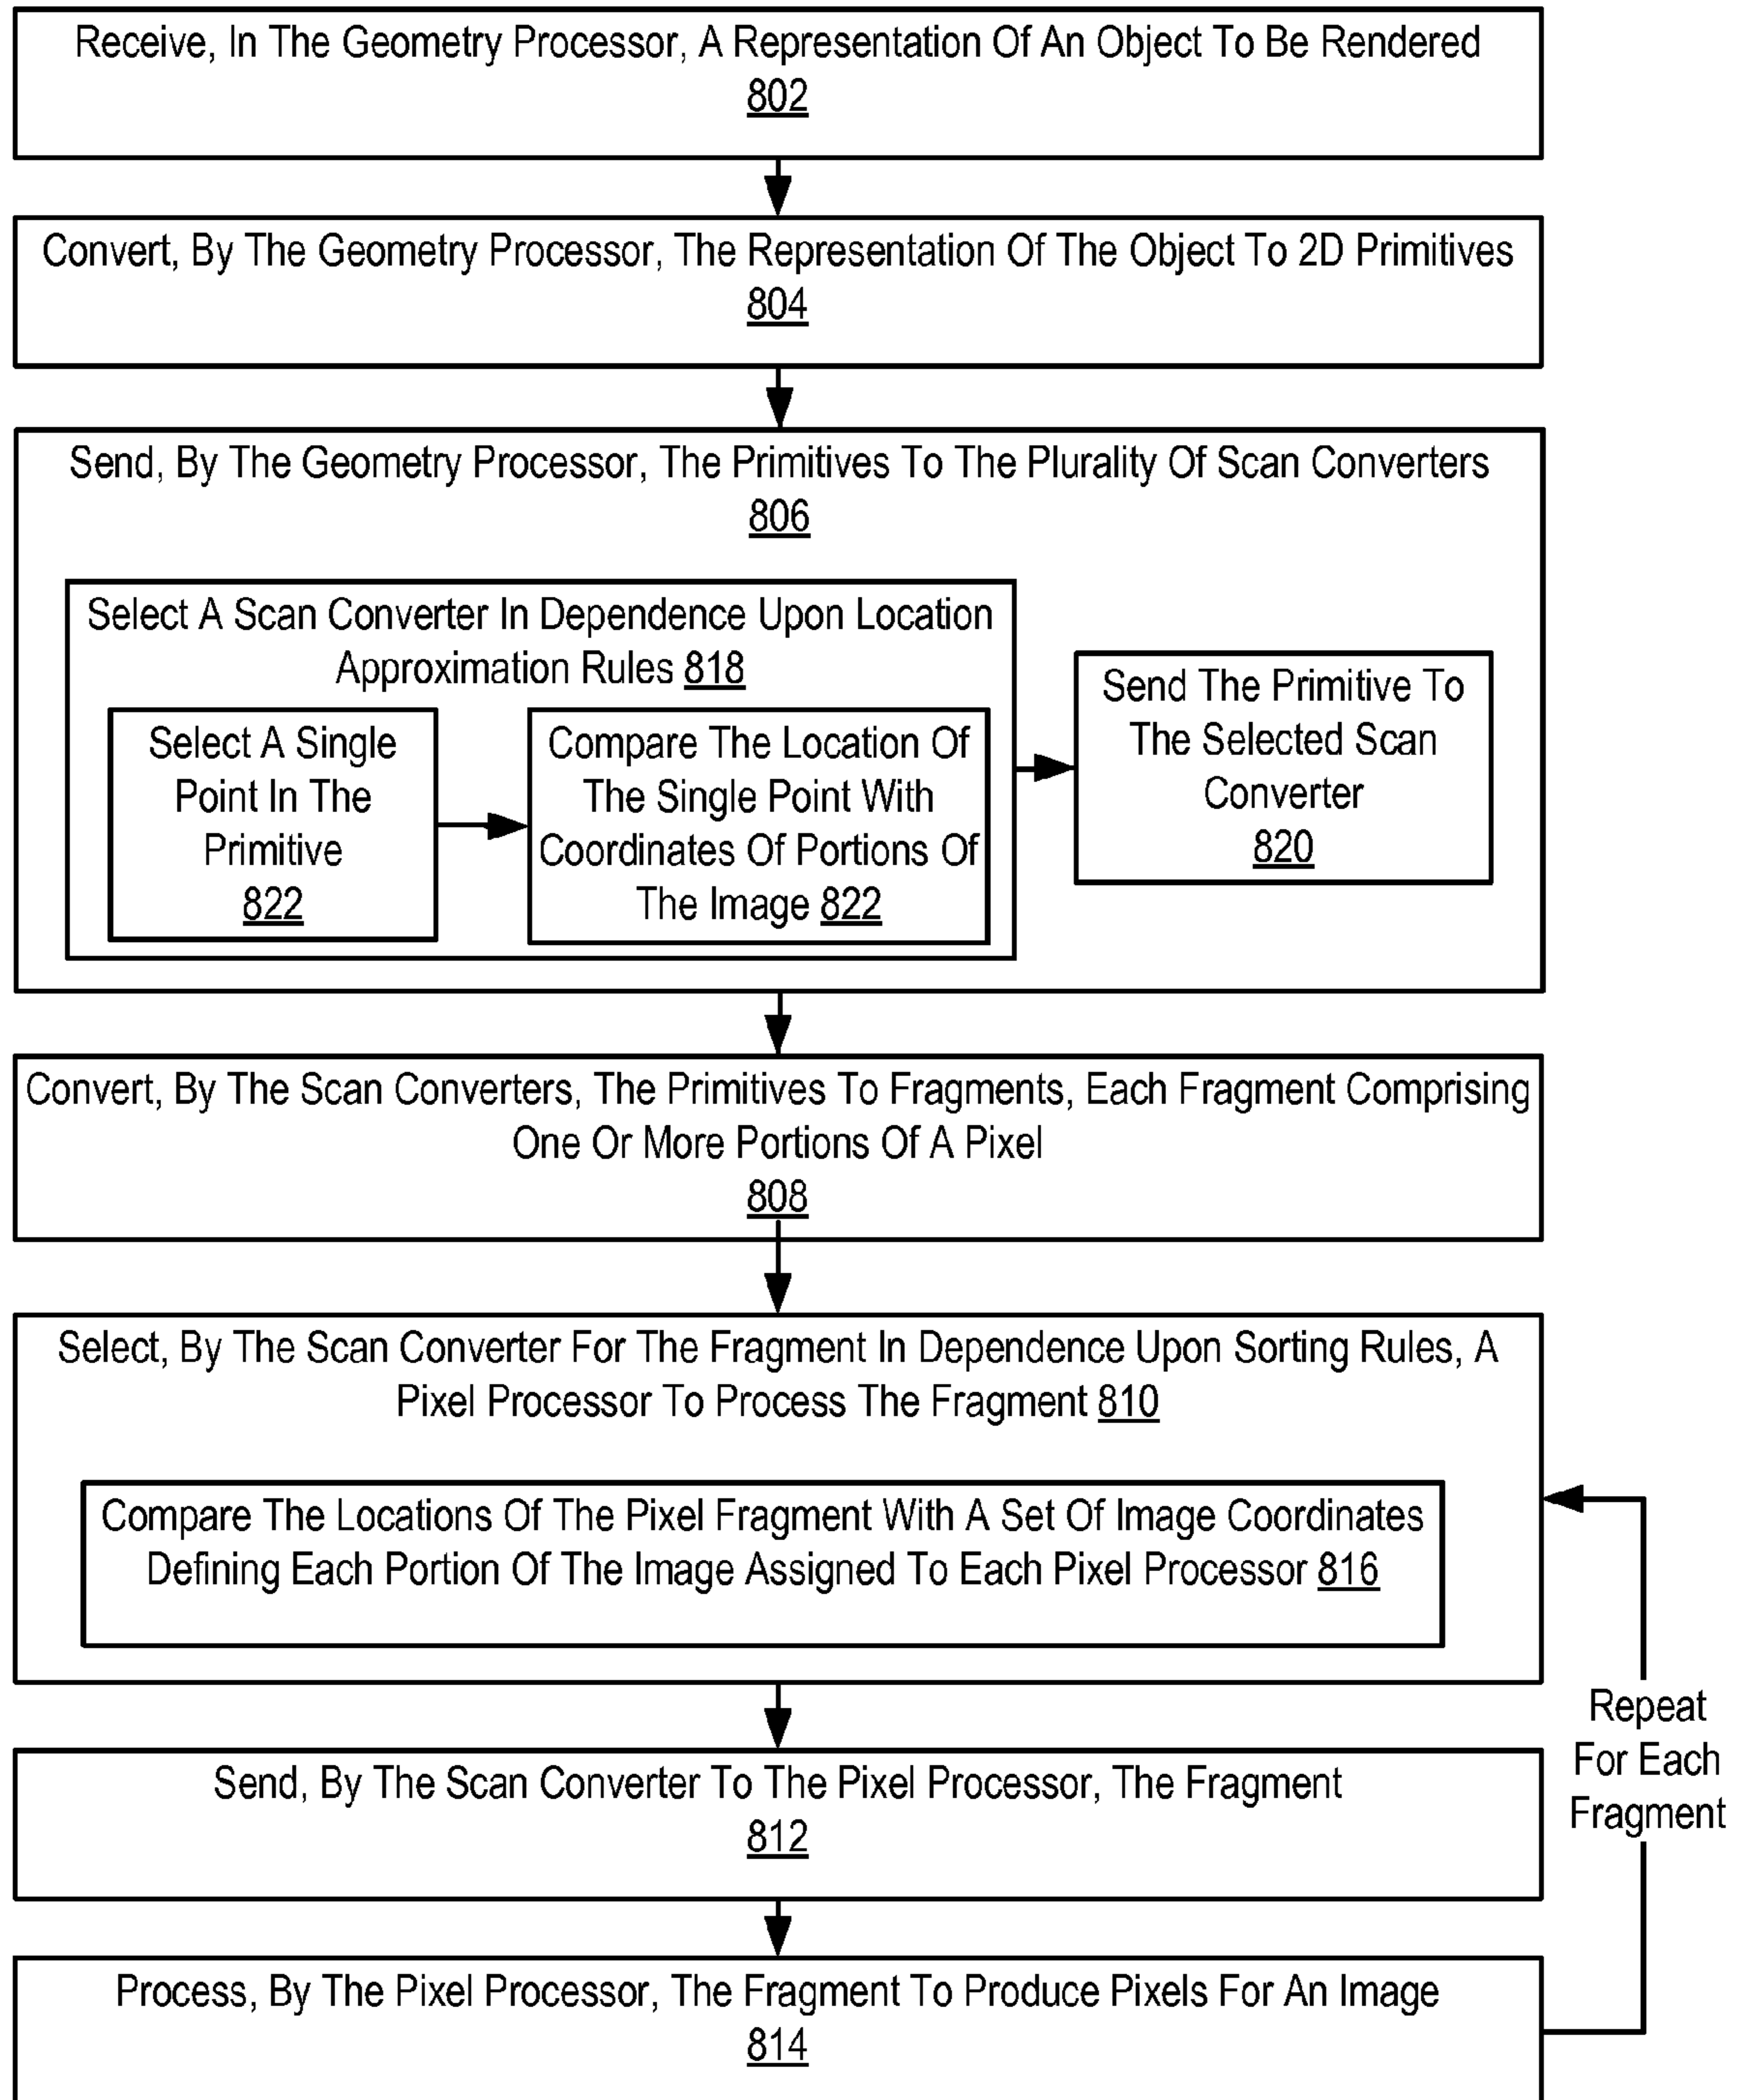 Receive, In The Geometry Processor, A Representation Of An Object To Be Rendered
802
Convert, By The Geometry Processor, The Representation Of The Object To 2D Primitives
804
Send, By The Geometry Processor, The Primitives To The Plurality Of Scan Converters
806
Select A Scan Converter In Dependence Upon Location
Approximation Rules 818
Select A Single
Point In The
Primitive
822
Compare The Location Of
The Single Point With
Coordinates Of Portions Of
The Image 822
Send The Primitive To
The Selected Scan
Converter
820
Convert, By The Scan Converters, The Primitives To Fragments, Each Fragment Comprising
One Or More Portions Of A Pixel
808
Select, By The Scan Converter For The Fragment In Dependence Upon Sorting Rules, A
Pixel Processor To Process The Fragment 810
Compare The Locations Of The Pixel Fragment With A Set Of Image Coordinates
Defining Each Portion Of The Image Assigned To Each Pixel Processor 816
Send, By The Scan Converter To The Pixel Processor, The Fragment
812
Process, By The Pixel Processor, The Fragment To Produce Pixels For An Image
814
Repeat
For Each
Fragment